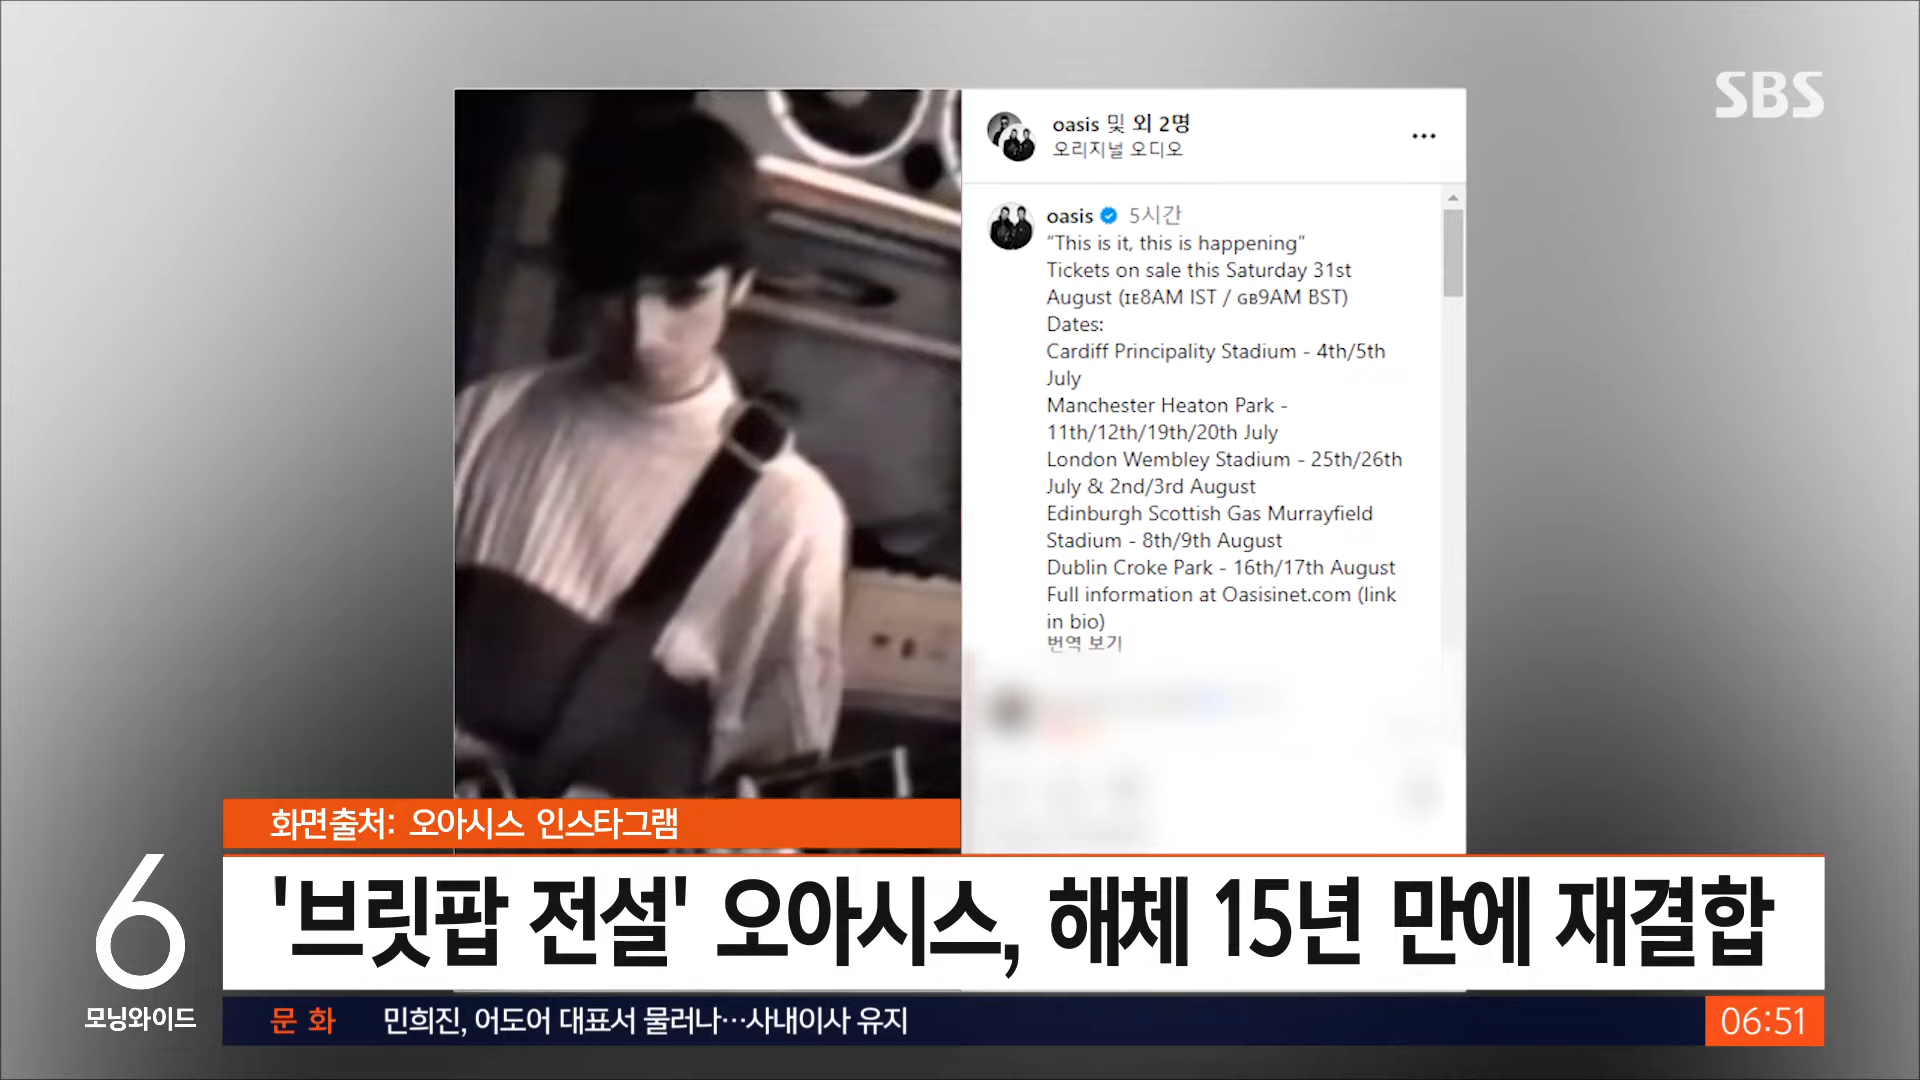 SBS
oasis 및 외 2명
오리지널 오디오
oasis 5시간
“This is it, this is happening”
Tickets on sale this Saturday 31st
August (IE8AM IST / GB9AM BST)
Dates:
Cardiff Principality Stadium - 4th/5th
July
Manchester Heaton Park -
11th/12th/19th/20th July
London Wembley Stadium - 25th/26th
July & 2nd/3rd August
Edinburgh Scottish Gas Murrayfield
Stadium - 8th/9th August
Dublin Croke Park - 16th/17th August
Full information at Oasisinet.com (link
in bio)
번역 보기
화면출처: 오아시스 인스타그램
6
모닝와이드
'브릿팝 전설' 오아시스, 해체 15년 만에 재결합
문 화 민희진, 어도어 대표서 물러나…사내이사 유지
06:51